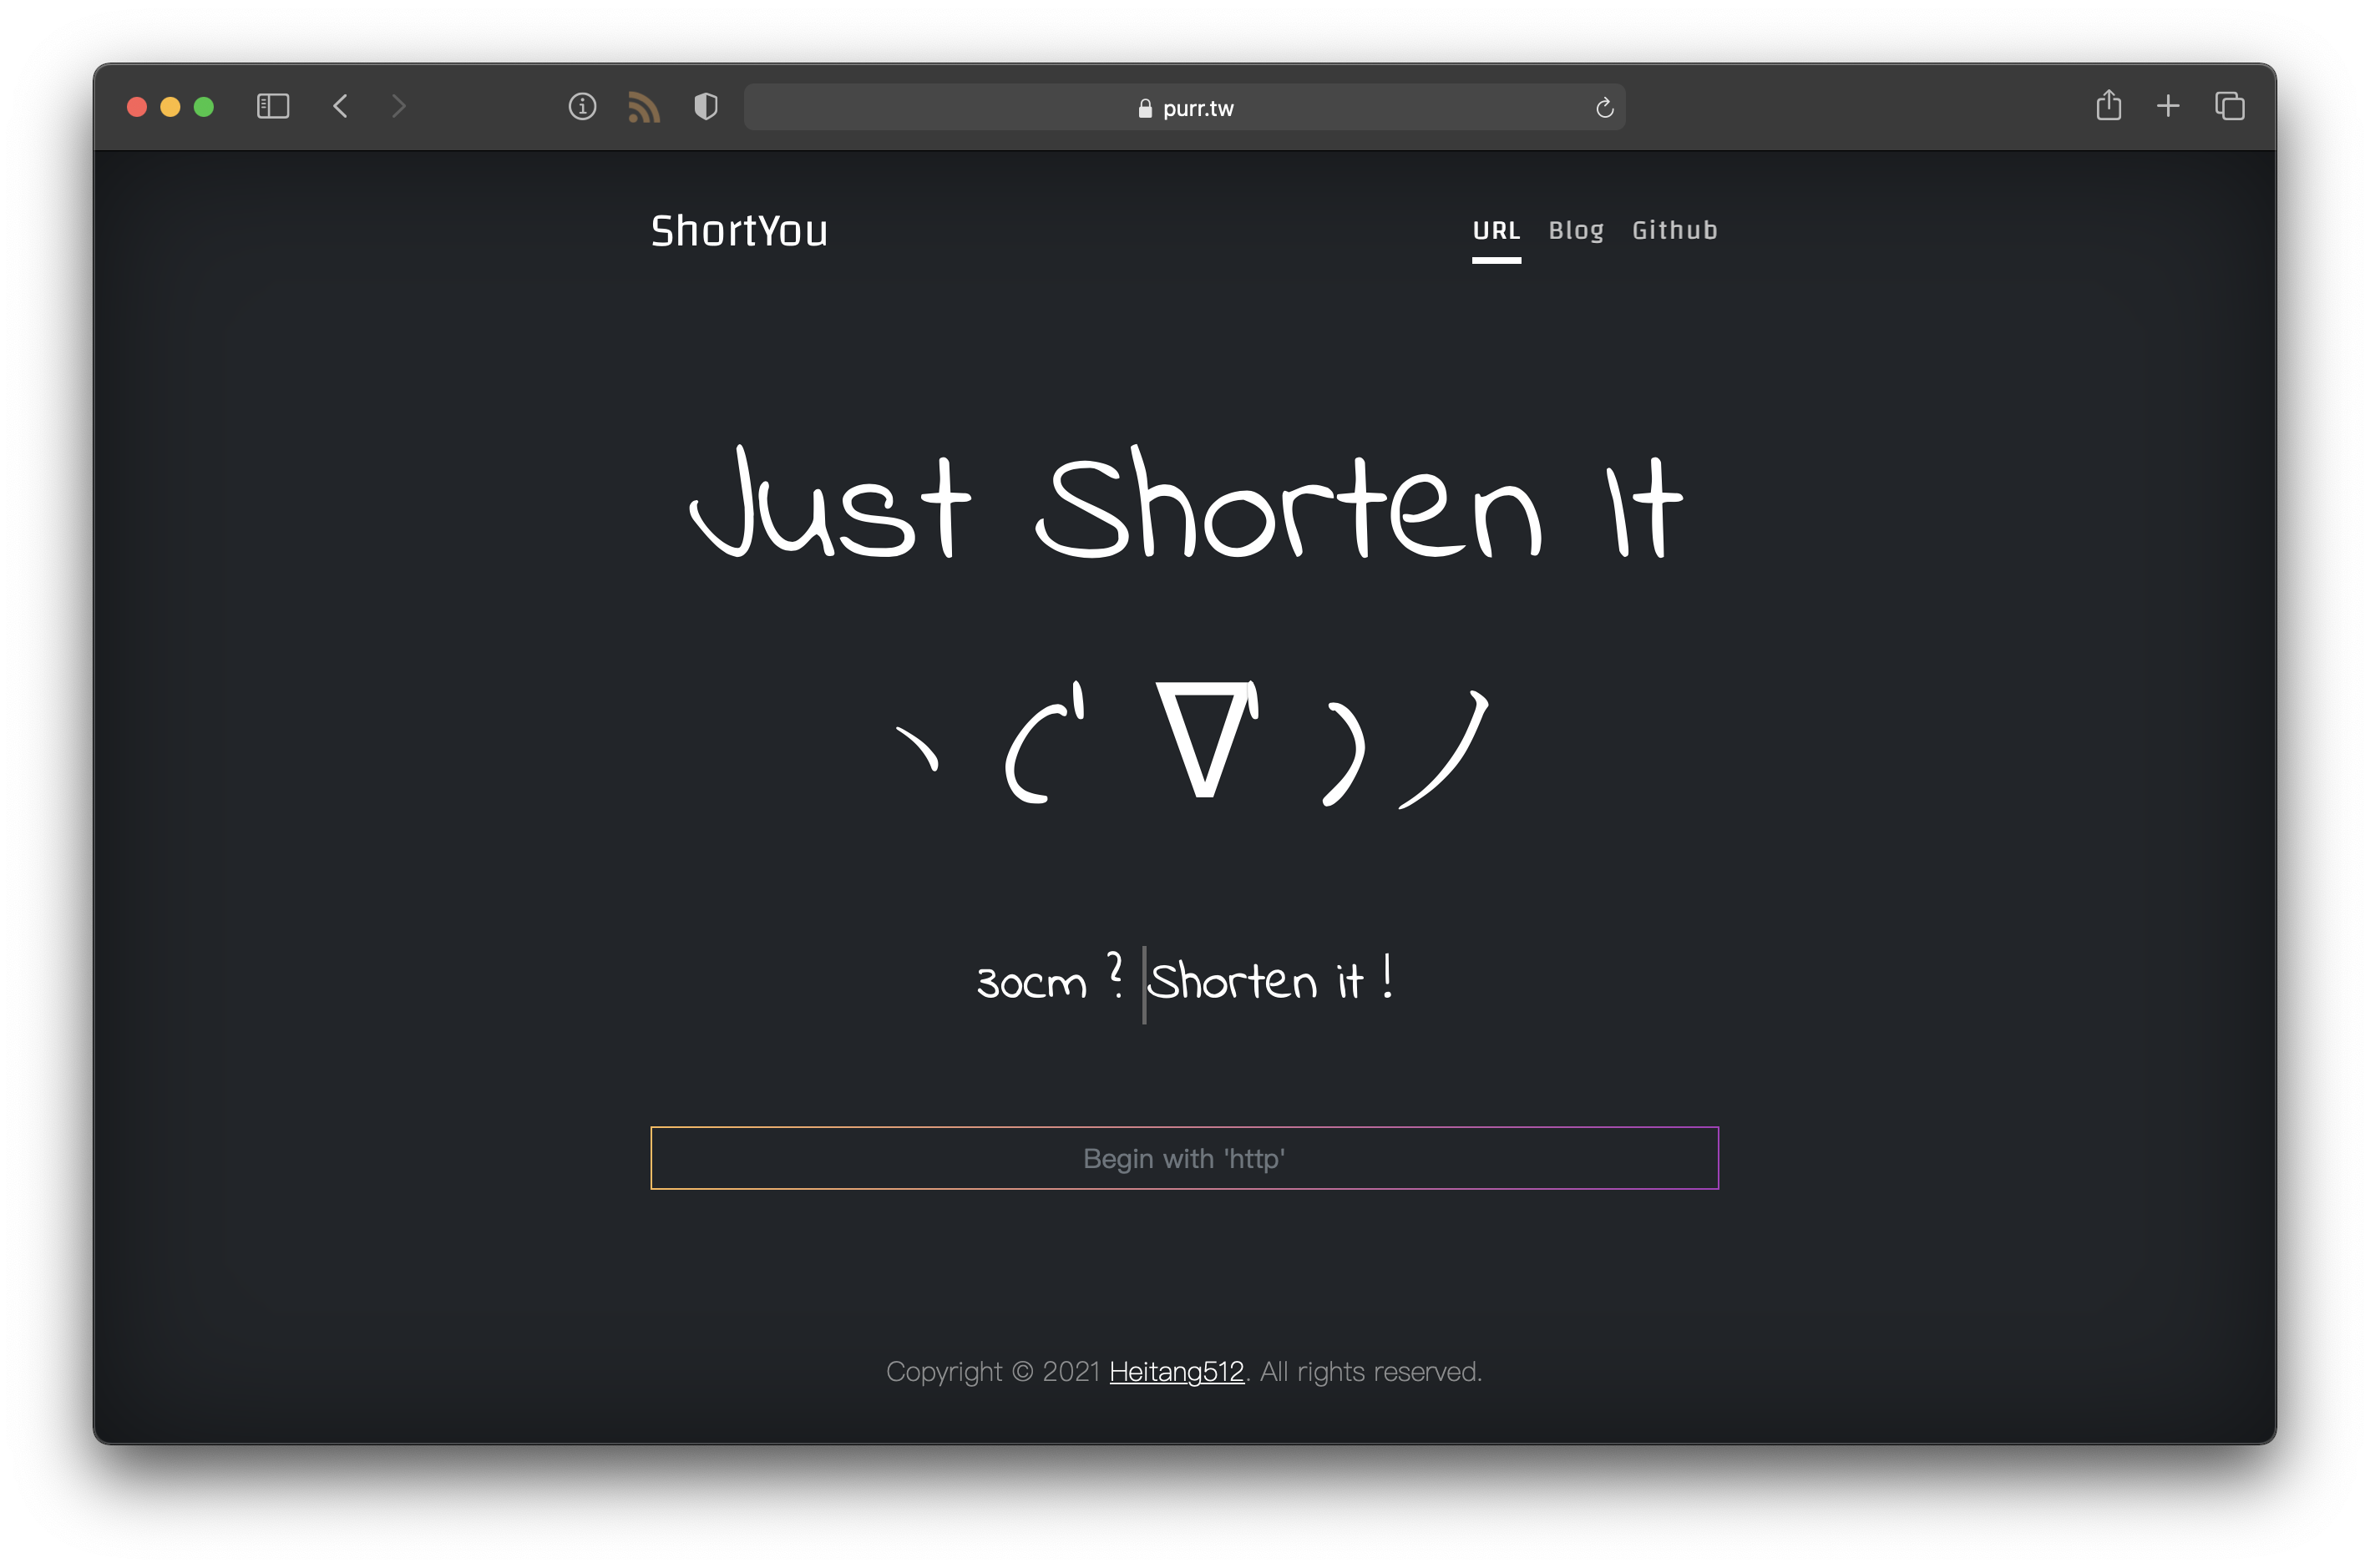 purr.tw
ShortYou
URL Blog Github
Just Shorten It
ヽ ( ' ∇ ' ) ノ
30cm ? Shorten it !
Begin with 'http'
Copyright © 2021 Heitang512. All rights reserved.